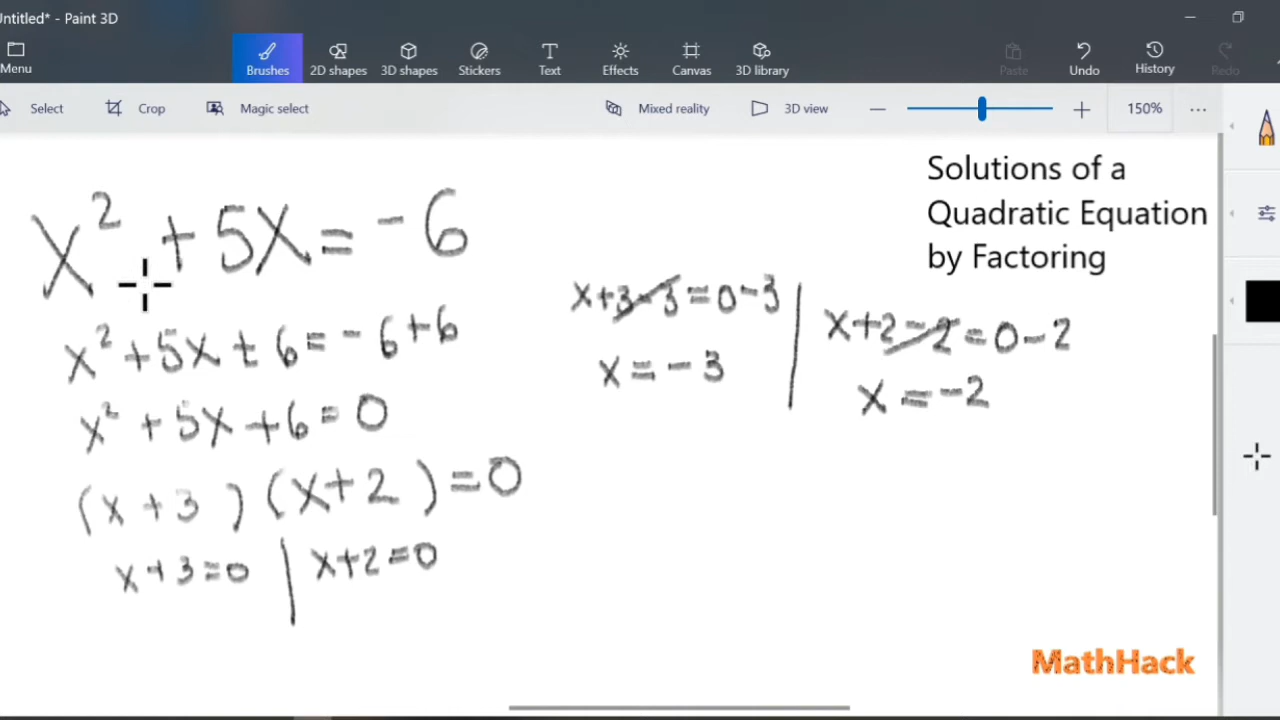 Untitled* - Paint 3D
Menu
Brushes
2D shapes
3D shapes
Stickers
Text
Effects
Canvas
3D library
Paste
Undo
History
Redo
Select
Crop
Magic select
Mixed reality
3D view
150%
Solutions of a
Quadratic Equation
by Factoring
x² + 5x = -6
x² + 5x + 6 = -6 + 6
x² + 5x + 6 = 0
(x + 3) (x + 2) = 0
x + 3 = 0 | x + 2 = 0
x + 3 - 3 = 0 - 3
x = -3
x + 2 - 2 = 0 - 2
x = -2
MathHack